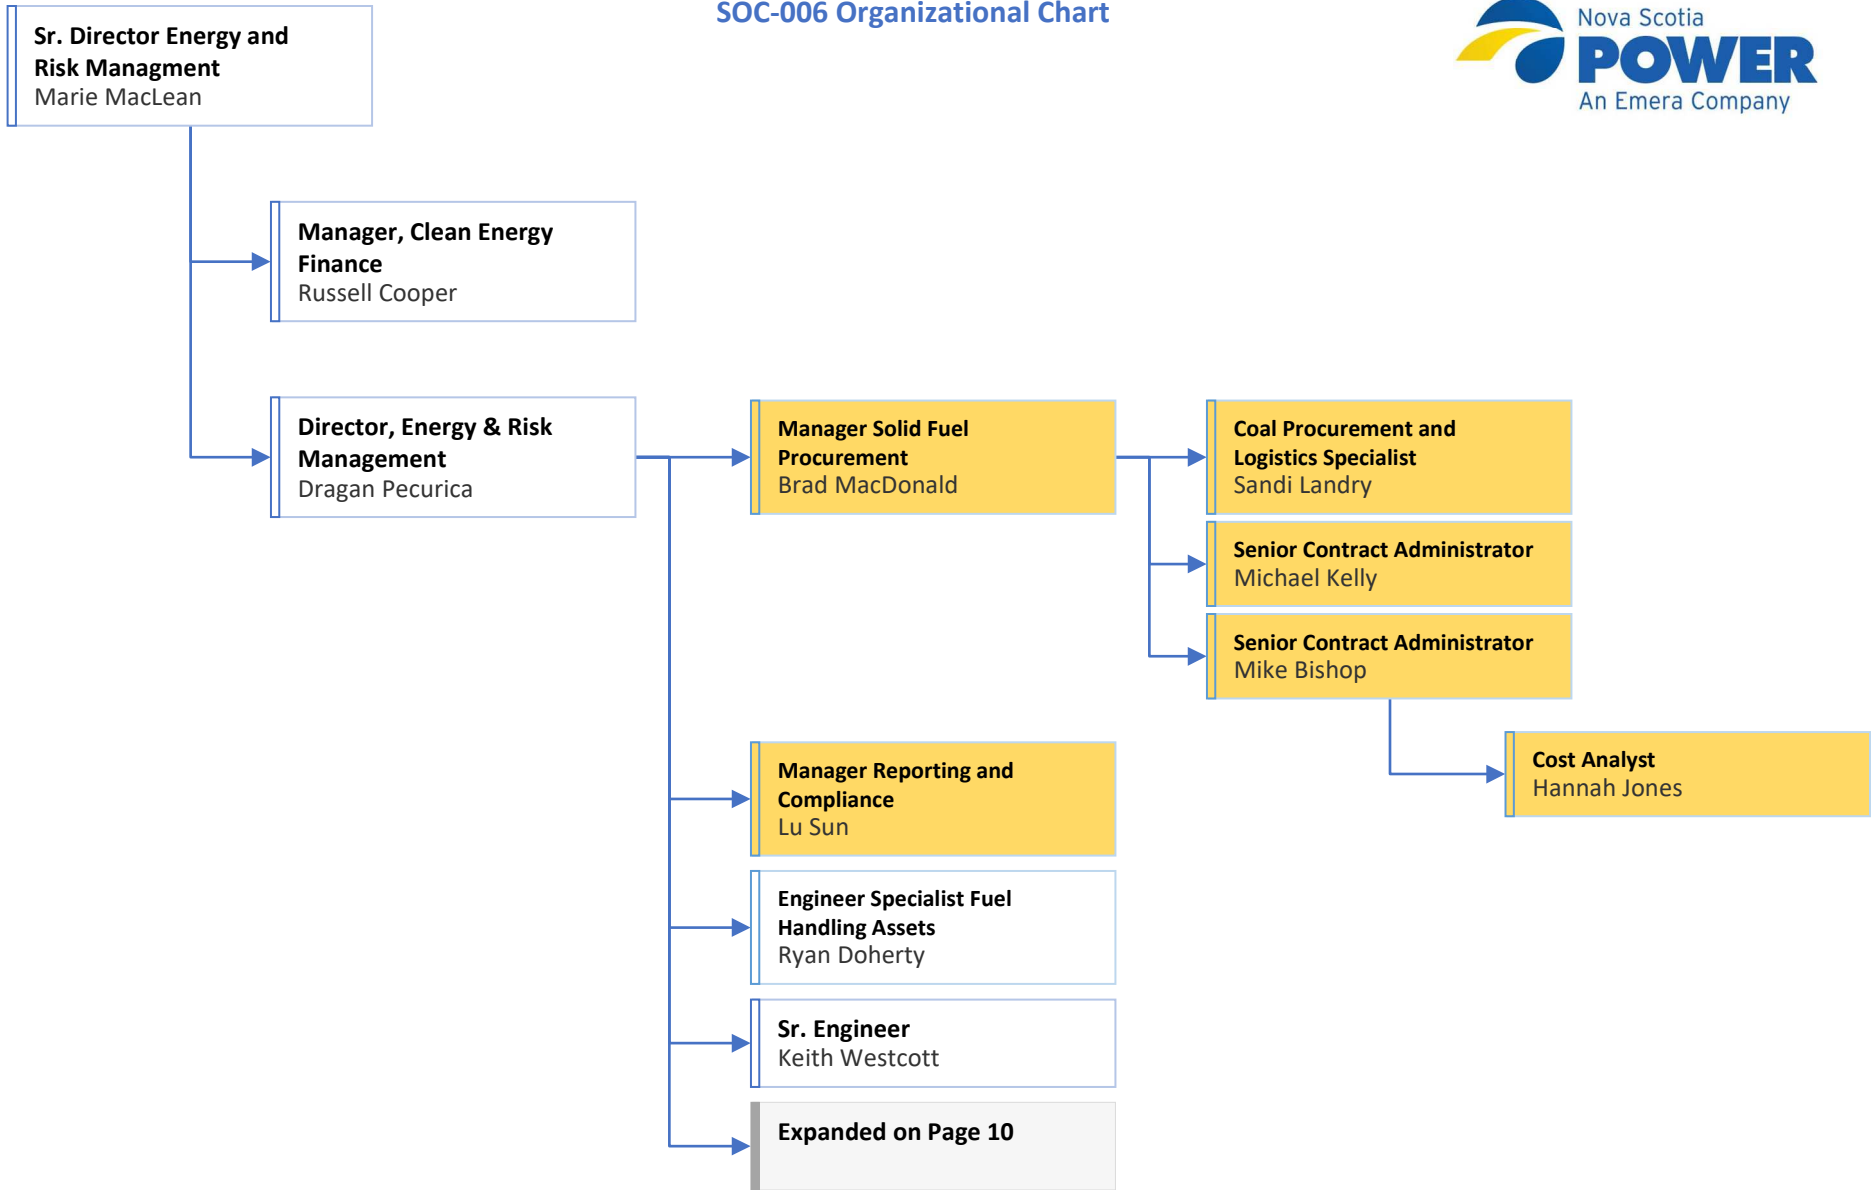 SOC-006 Organizational Chart
Nova Scotia
POWER
An Emera Company
Sr. Director Energy and
Risk Managment
Marie MacLean
Manager, Clean Energy
Finance
Russell Cooper
Director, Energy & Risk
Management
Dragan Pecurica
Manager Solid Fuel
Procurement
Brad MacDonald
Coal Procurement and
Logistics Specialist
Sandi Landry
Senior Contract Administrator
Michael Kelly
Senior Contract Administrator
Mike Bishop
Cost Analyst
Hannah Jones
Manager Reporting and
Compliance
Lu Sun
Engineer Specialist Fuel
Handling Assets
Ryan Doherty
Sr. Engineer
Keith Westcott
Expanded on Page 10